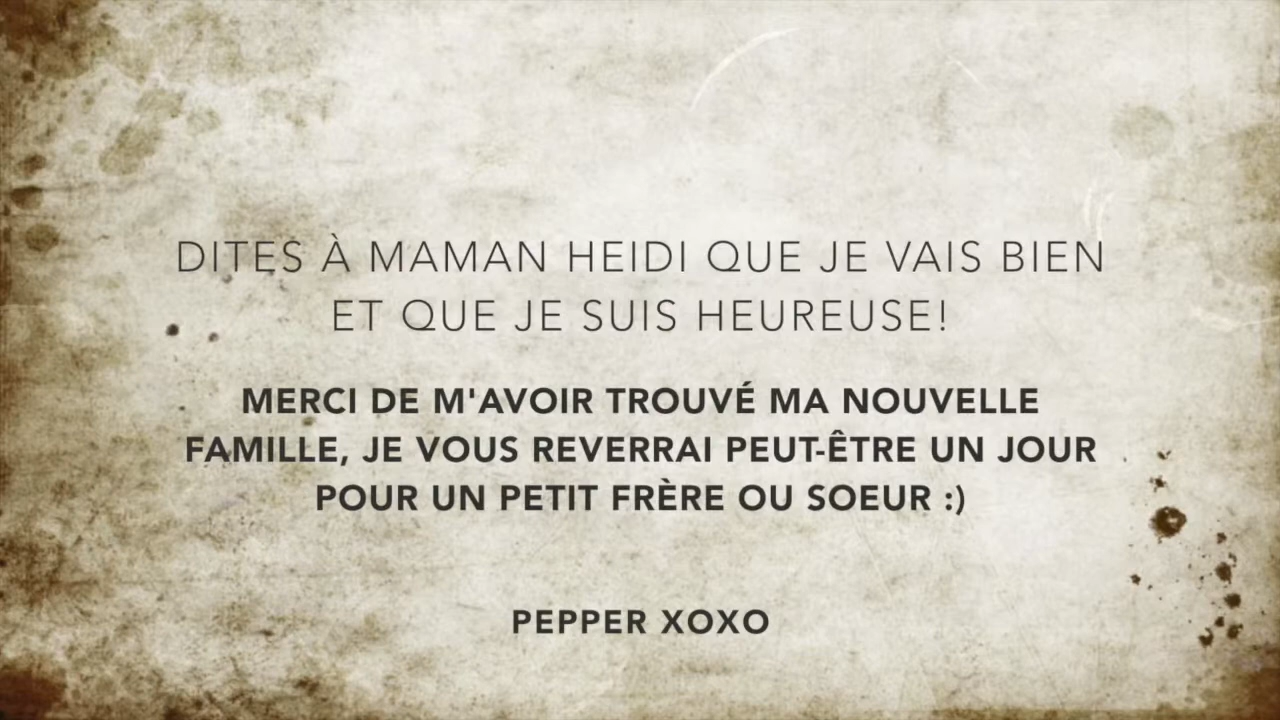 DITES À MAMAN HEIDI QUE JE VAIS BIEN
ET QUE JE SUIS HEUREUSE!
MERCI DE M'AVOIR TROUVÉ MA NOUVELLE
FAMILLE, JE VOUS REVERRAI PEUT-ÊTRE UN JOUR
POUR UN PETIT FRÈRE OU SOEUR :)
PEPPER XOXO